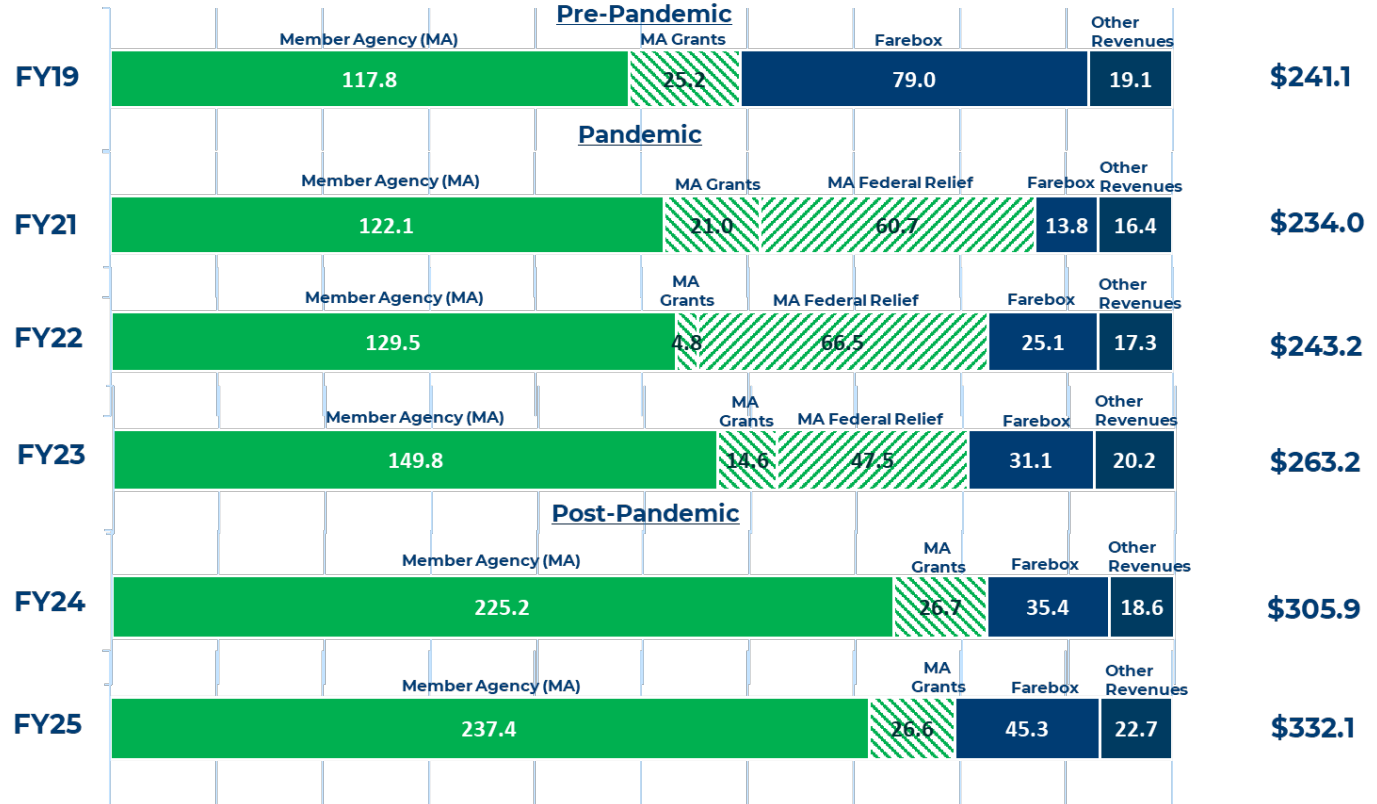 Pre-Pandemic
Member Agency (MA) MA Grants Farebox Other Revenues
FY19 117.8 25.2 79.0 19.1 $241.1
Pandemic
Member Agency (MA) MA Grants MA Federal Relief Farebox Other Revenues
FY21 122.1 21.0 60.7 13.8 16.4 $234.0
Member Agency (MA) MA Grants MA Federal Relief Farebox Other Revenues
FY22 129.5 4.8 66.5 25.1 17.3 $243.2
Member Agency (MA) MA Grants MA Federal Relief Farebox Other Revenues
FY23 149.8 14.6 47.5 31.1 20.2 $263.2
Post-Pandemic
Member Agency (MA) MA Grants Farebox Other Revenues
FY24 225.2 26.7 35.4 18.6 $305.9
Member Agency (MA) MA Grants Farebox Other Revenues
FY25 237.4 26.6 45.3 22.7 $332.1